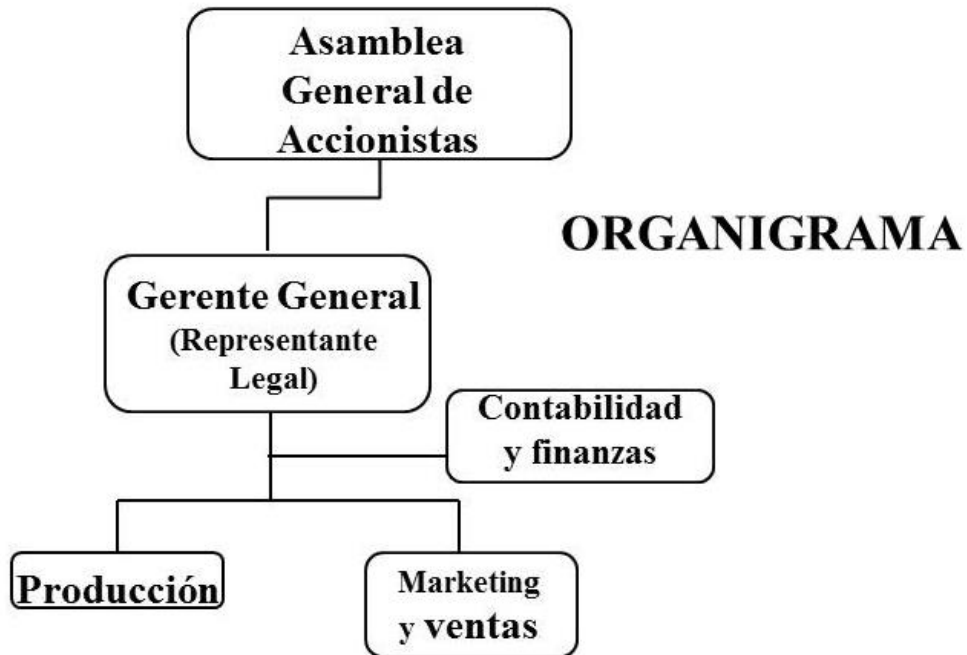 Asamblea
General de
Accionistas
ORGANIGRAMA
Gerente General
(Representante
Legal)
Contabilidad
y finanzas
Producción
Marketing
y ventas